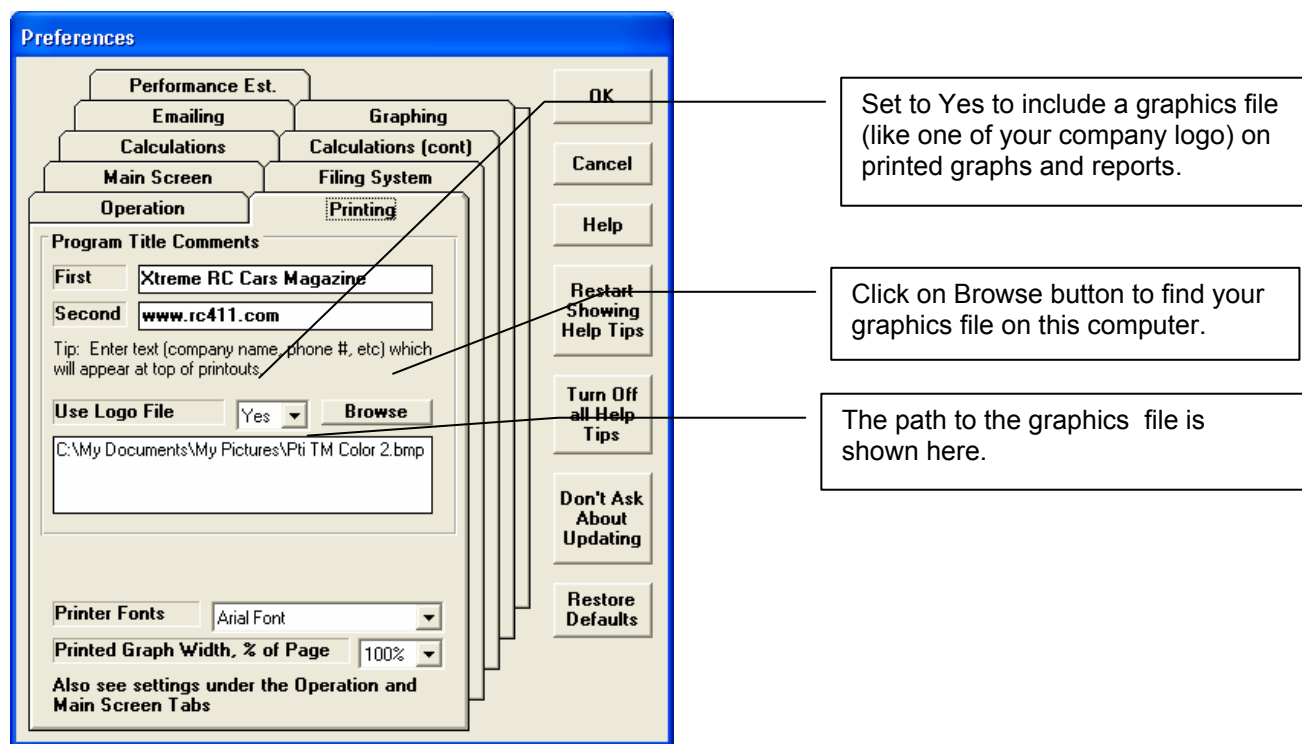 Preferences
Performance Est.
Emailing
Graphing
Calculations
Calculations (cont)
Main Screen
Filing System
Operation
Printing
Program Title Comments
First
Xtreme RC Cars Magazine
Second
www.rc411.com
Tip: Enter text (company name, phone #, etc) which
will appear at top of printouts.
Use Logo File
Yes
Browse
C:\My Documents\My Pictures\Pti TM Color 2.bmp
Printer Fonts
Arial Font
Printed Graph Width, % of Page
100%
Also see settings under the Operation and
Main Screen Tabs
OK
Cancel
Help
Restart
Showing
Help Tips
Turn Off
all Help
Tips
Don't Ask
About
Updating
Restore
Defaults
Set to Yes to include a graphics file
(like one of your company logo) on
printed graphs and reports.
Click on Browse button to find your
graphics file on this computer.
The path to the graphics file is
shown here.